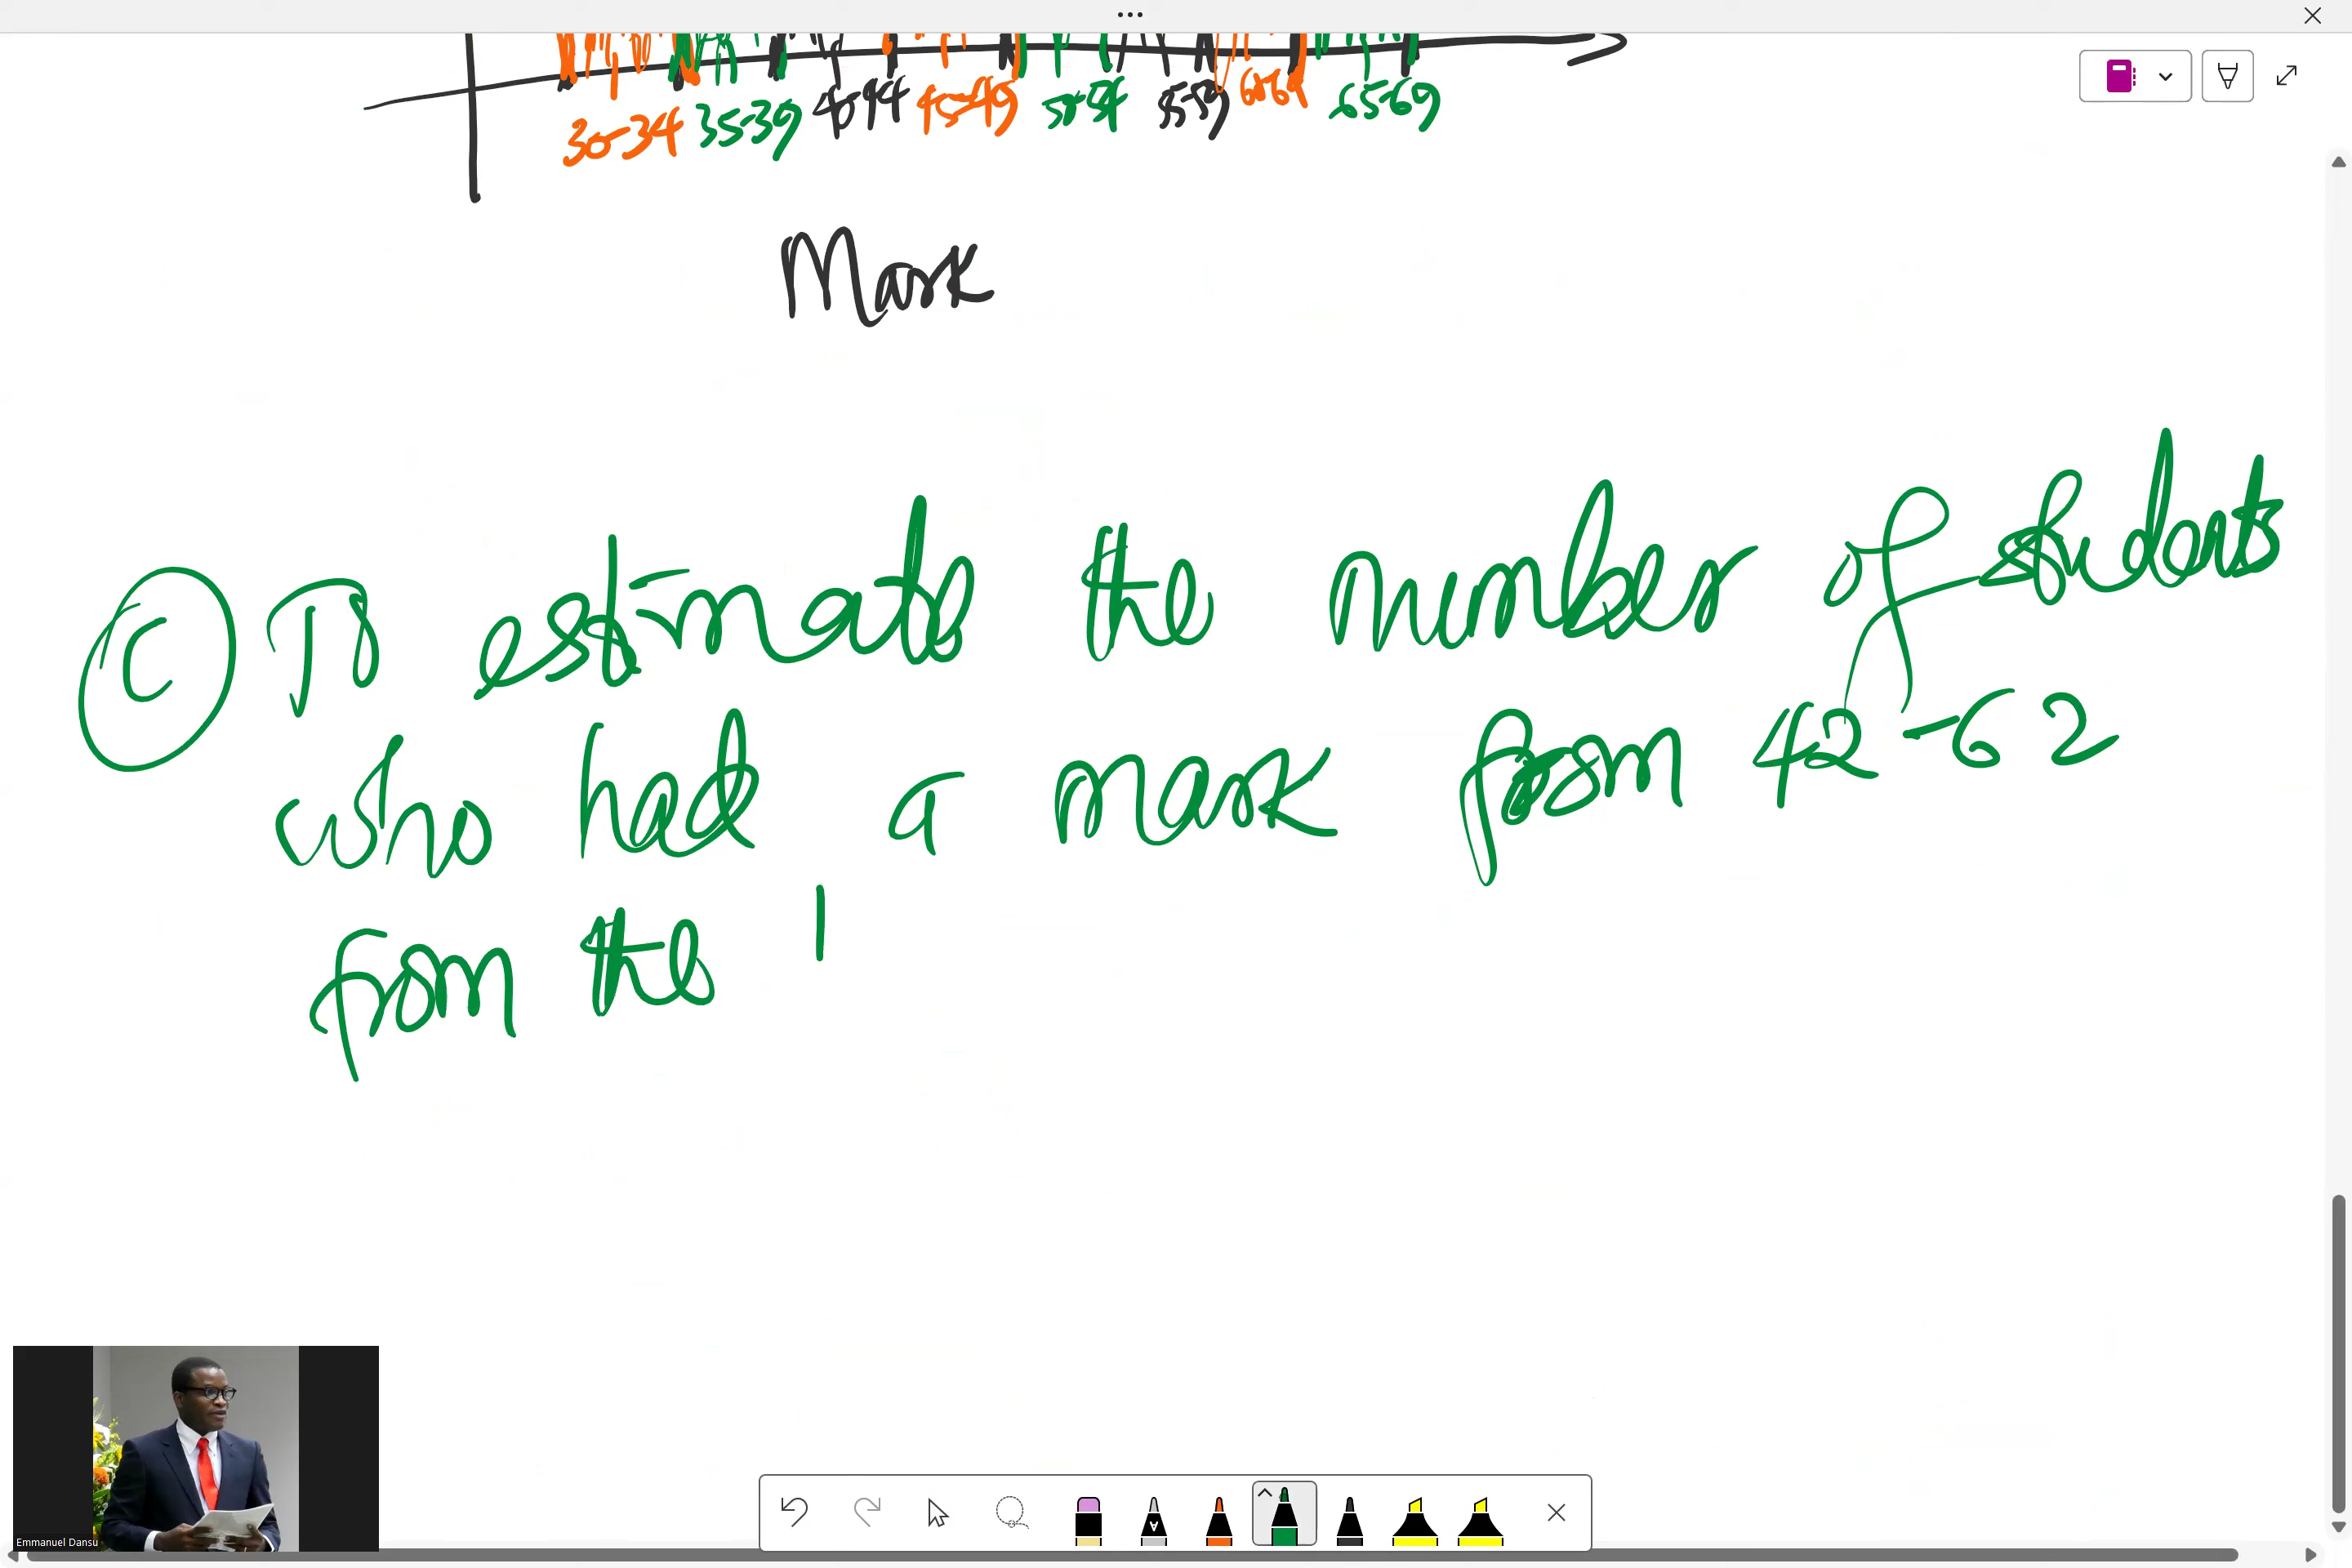 30-34 35-39 40-44 45-49 50-54 55-59 60-64 65-69
Mark
C To estimate the number of students
who had a mark from 42-62
from the
Emmanuel Dansu